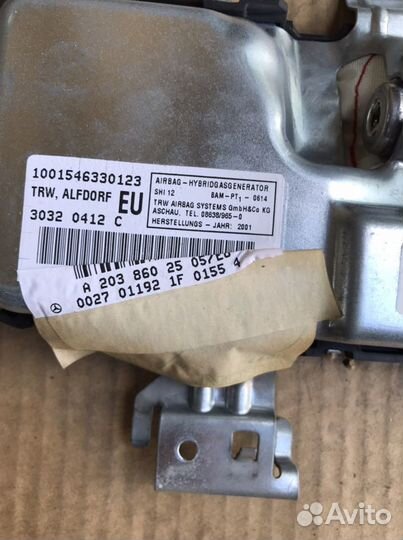 1001546330123
TRW, ALFDORF EU
3032 0412 C
AIRBAG - HYBRIDGASGENERATOR
SHI 12 BAM-PT1 - 0614
TRW AIRBAG SYSTEMS GmbH&Co KG
ASCHAU. TEL. 08638/965-0
HERSTELLUNGS - JAHR: 2001
A 203 860 25 05
0027 01192 1F 0155 4
Avito